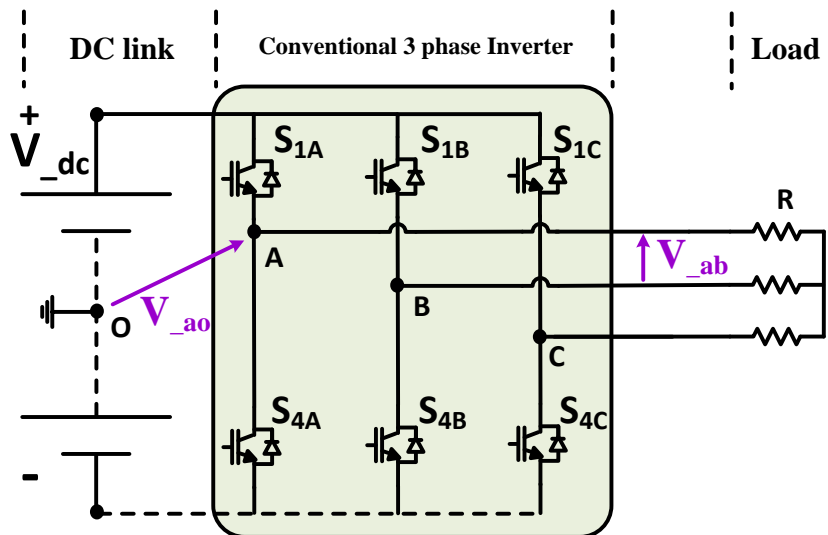 DC link
Conventional 3 phase Inverter
Load
+
V_dc
S1A
S1B
S1C
R
A
V_ab
V_ao
O
B
C
S4A
S4B
S4C
-